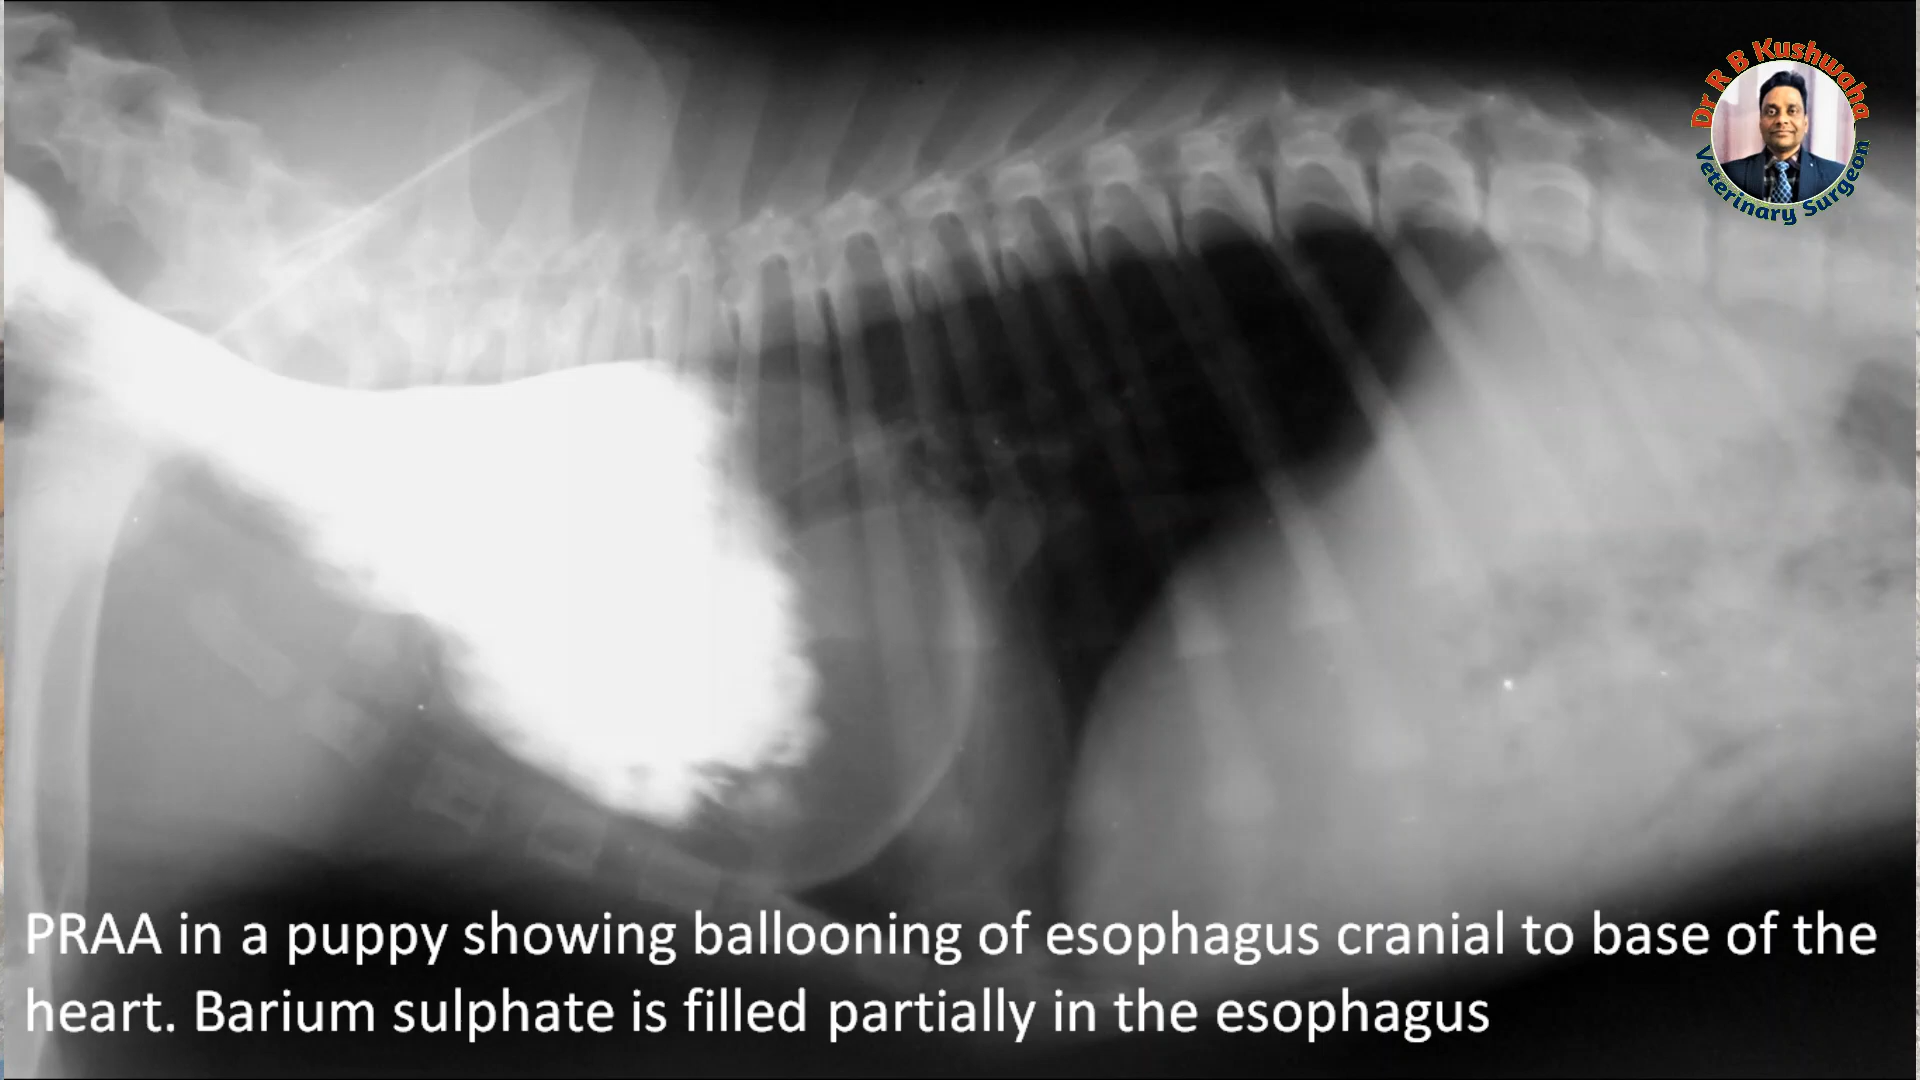 Dr R B Kushwaha
Veterinary Surgeon
PRAA in a puppy showing ballooning of esophagus cranial to base of the
heart. Barium sulphate is filled partially in the esophagus